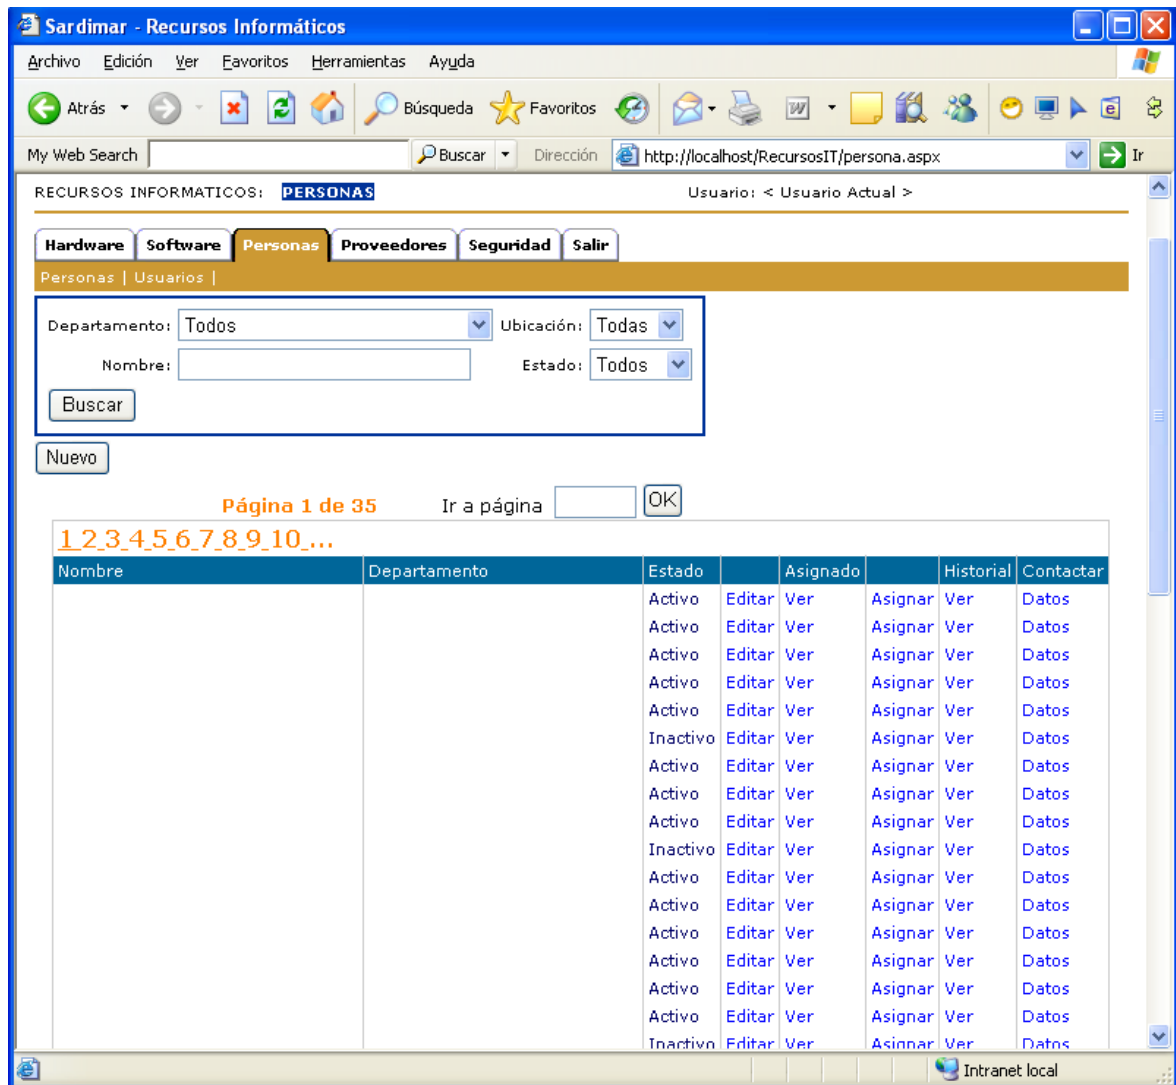 Sardimar - Recursos Informáticos
Archivo Edición Ver Favoritos Herramientas Ayuda
Atrás Búsqueda Favoritos
My Web Search Buscar Dirección http://localhost/RecursosIT/persona.aspx Ir
RECURSOS INFORMATICOS: PERSONAS Usuario: < Usuario Actual >
Hardware Software Personas Proveedores Seguridad Salir
Personas | Usuarios |
Departamento: Todos Ubicación: Todas
Nombre: Estado: Todos
Buscar
Nuevo
Página 1 de 35 Ir a página OK
1 2 3 4 5 6 7 8 9 10 ...
Nombre Departamento Estado Asignado Historial Contactar
Activo Editar Ver Asignar Ver Datos
Activo Editar Ver Asignar Ver Datos
Activo Editar Ver Asignar Ver Datos
Activo Editar Ver Asignar Ver Datos
Activo Editar Ver Asignar Ver Datos
Inactivo Editar Ver Asignar Ver Datos
Activo Editar Ver Asignar Ver Datos
Activo Editar Ver Asignar Ver Datos
Activo Editar Ver Asignar Ver Datos
Inactivo Editar Ver Asignar Ver Datos
Activo Editar Ver Asignar Ver Datos
Activo Editar Ver Asignar Ver Datos
Activo Editar Ver Asignar Ver Datos
Activo Editar Ver Asignar Ver Datos
Activo Editar Ver Asignar Ver Datos
Activo Editar Ver Asignar Ver Datos
Inactivo Editar Ver Asignar Ver Datos
Intranet local